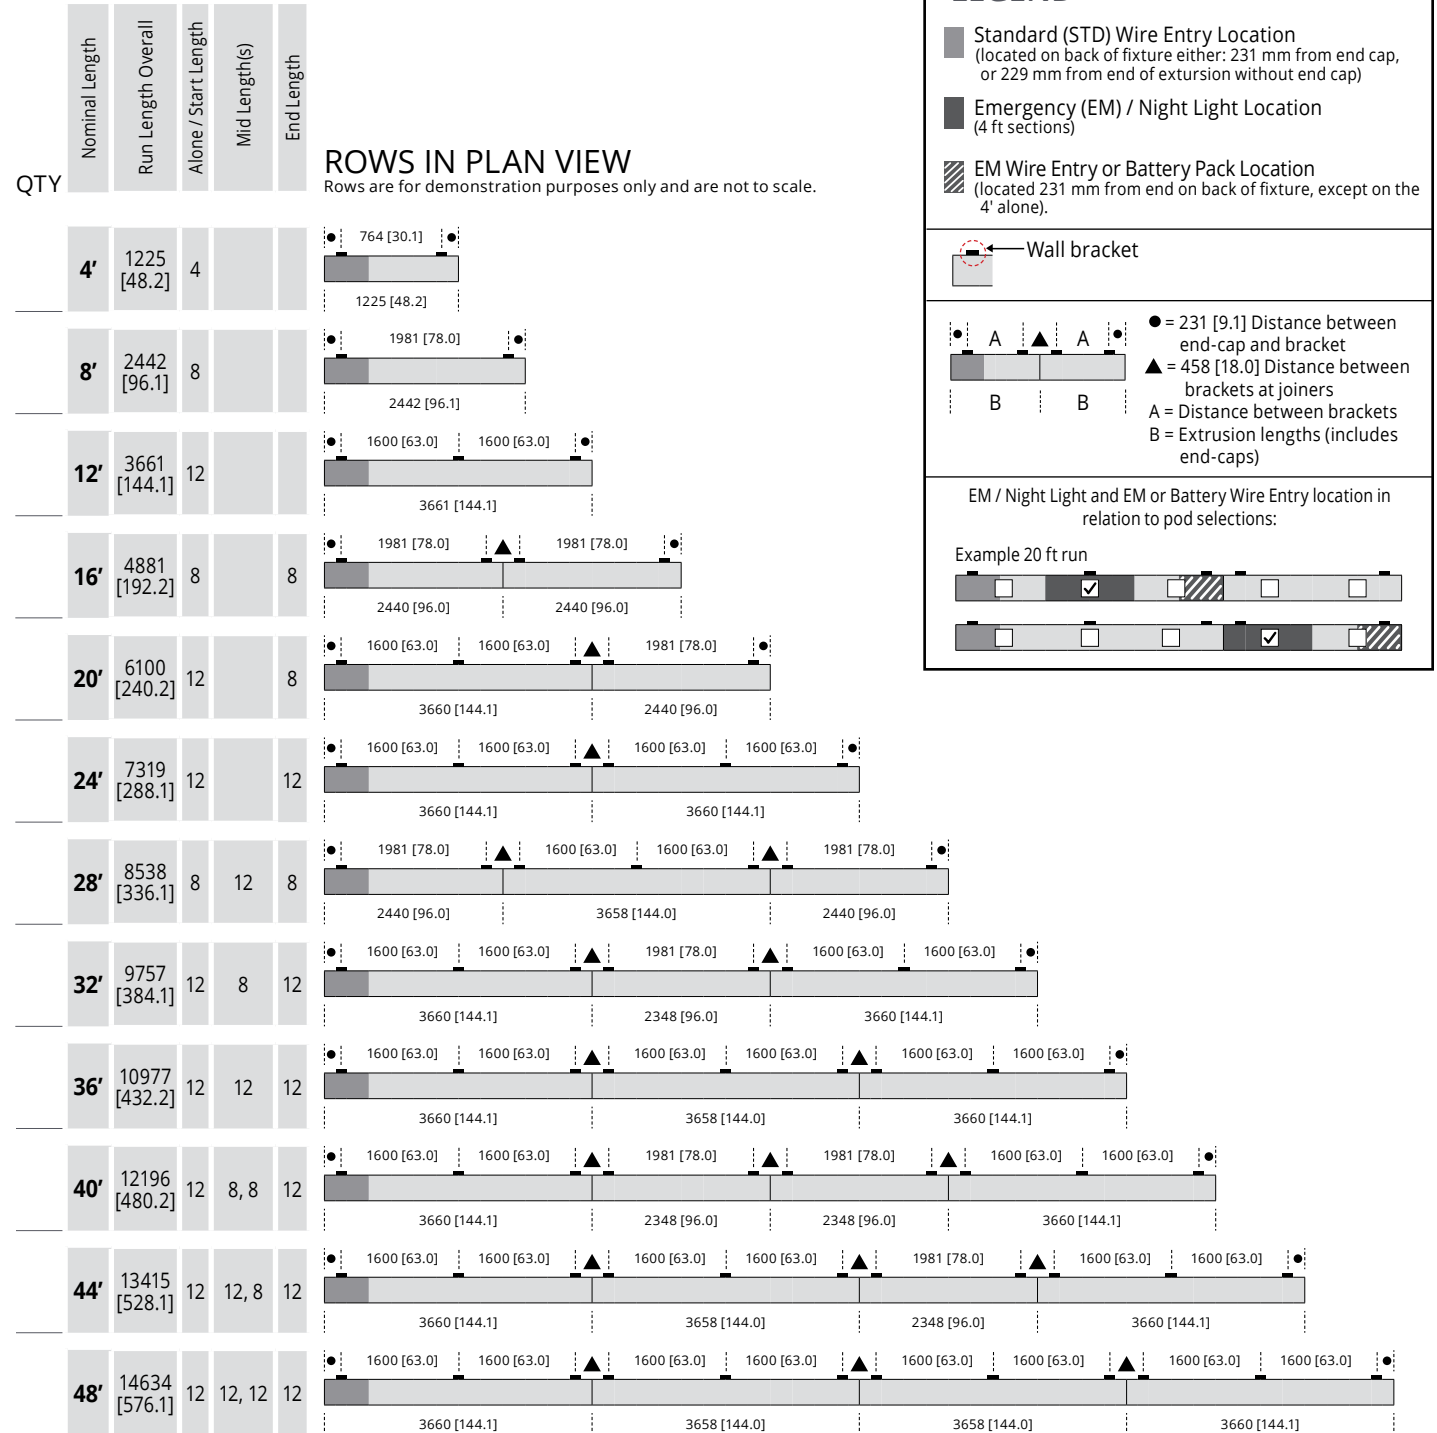 Nominal Length
Run Length Overall
Alone / Start Length
Mid Length(s)
End Length
QTY
ROWS IN PLAN VIEW
Rows are for demonstration purposes only and are not to scale.
4’ 1225 [48.2] 4
764 [30.1]
1225 [48.2]
8’ 2442 [96.1] 8
1981 [78.0]
2442 [96.1]
12’ 3661 [144.1] 12
1600 [63.0] 1600 [63.0]
3661 [144.1]
16’ 4881 [192.2] 8 8
1981 [78.0] 1981 [78.0]
2440 [96.0] 2440 [96.0]
20’ 6100 [240.2] 12 8
1600 [63.0] 1600 [63.0] 1981 [78.0]
3660 [144.1] 2440 [96.0]
24’ 7319 [288.1] 12 12
1600 [63.0] 1600 [63.0] 1600 [63.0] 1600 [63.0]
3660 [144.1] 3660 [144.1]
28’ 8538 [336.1] 8 12 8
1981 [78.0] 1600 [63.0] 1600 [63.0] 1981 [78.0]
2440 [96.0] 3658 [144.0] 2440 [96.0]
32’ 9757 [384.1] 12 8 12
1600 [63.0] 1600 [63.0] 1981 [78.0] 1600 [63.0] 1600 [63.0]
3660 [144.1] 2348 [96.0] 3660 [144.1]
36’ 10977 [432.2] 12 12 12
1600 [63.0] 1600 [63.0] 1600 [63.0] 1600 [63.0] 1600 [63.0] 1600 [63.0]
3660 [144.1] 3658 [144.0] 3660 [144.1]
40’ 12196 [480.2] 12 8, 8 12
1600 [63.0] 1600 [63.0] 1981 [78.0] 1981 [78.0] 1600 [63.0] 1600 [63.0]
3660 [144.1] 2348 [96.0] 2348 [96.0] 3660 [144.1]
44’ 13415 [528.1] 12 12, 8 12
1600 [63.0] 1600 [63.0] 1600 [63.0] 1600 [63.0] 1981 [78.0] 1600 [63.0] 1600 [63.0]
3660 [144.1] 3658 [144.0] 2348 [96.0] 3660 [144.1]
48’ 14634 [576.1] 12 12, 12 12
1600 [63.0] 1600 [63.0] 1600 [63.0] 1600 [63.0] 1600 [63.0] 1600 [63.0] 1600 [63.0] 1600 [63.0]
3660 [144.1] 3658 [144.0] 3658 [144.0] 3660 [144.1]
Standard (STD) Wire Entry Location
(located on back of fixture either: 231 mm from end cap,
or 229 mm from end of extursion without end cap)
Emergency (EM) / Night Light Location
(4 ft sections)
EM Wire Entry or Battery Pack Location
(located 231 mm from end on back of fixture, except on the
4' alone).
Wall bracket
A A
B B
● = 231 [9.1] Distance between
end-cap and bracket
▲ = 458 [18.0] Distance between
brackets at joiners
A = Distance between brackets
B = Extrusion lengths (includes
end-caps)
EM / Night Light and EM or Battery Wire Entry location in
relation to pod selections:
Example 20 ft run